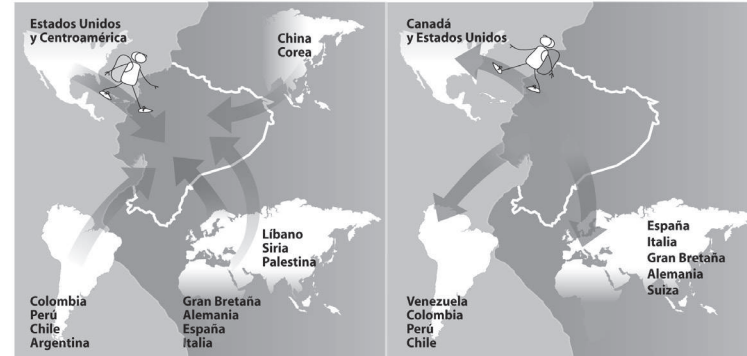 Estados Unidos
y Centroamérica
China
Corea
Líbano
Siria
Palestina
Colombia
Perú
Chile
Argentina
Gran Bretaña
Alemania
España
Italia
Canadá
y Estados Unidos
España
Italia
Gran Bretaña
Alemania
Suiza
Venezuela
Colombia
Perú
Chile